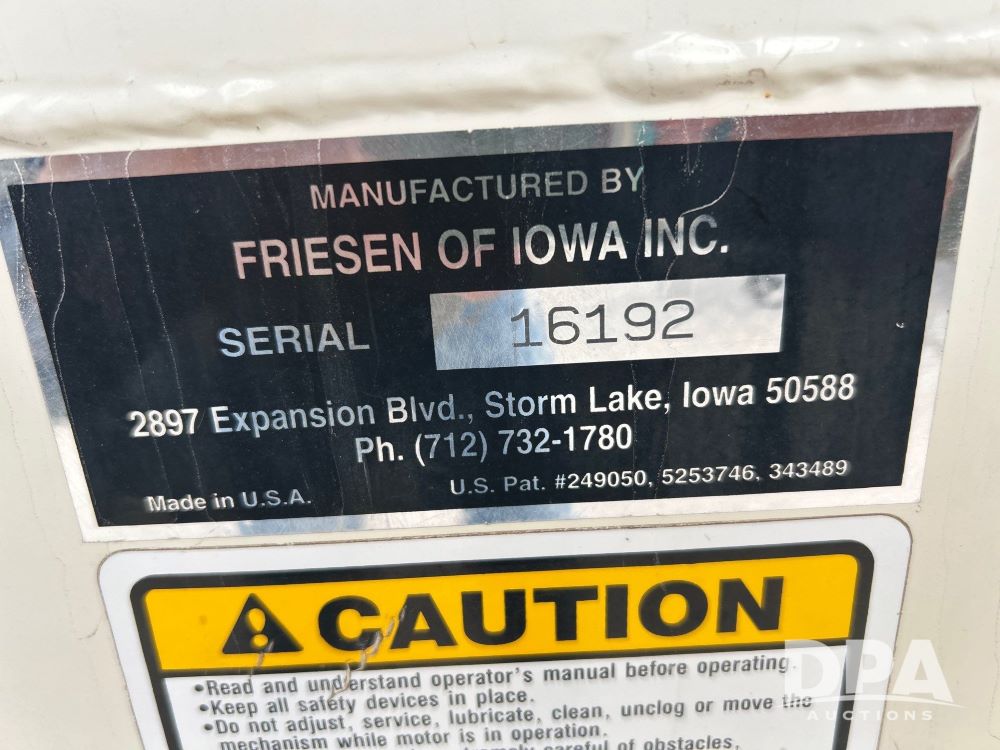 MANUFACTURED BY
FRIESEN OF IOWA INC.
SERIAL 16192
2897 Expansion Blvd., Storm Lake, Iowa 50588
Ph. (712) 732-1780
Made in U.S.A. U.S. Pat. #249050, 5253746, 343489
CAUTION
•Read and understand operator's manual before operating.
•Keep all safety devices in place.
•Do not adjust, service, lubricate, clean, unclog or move the
mechanism while motor is in operation.
careful of obstacles,
DPA
AUCTIONS